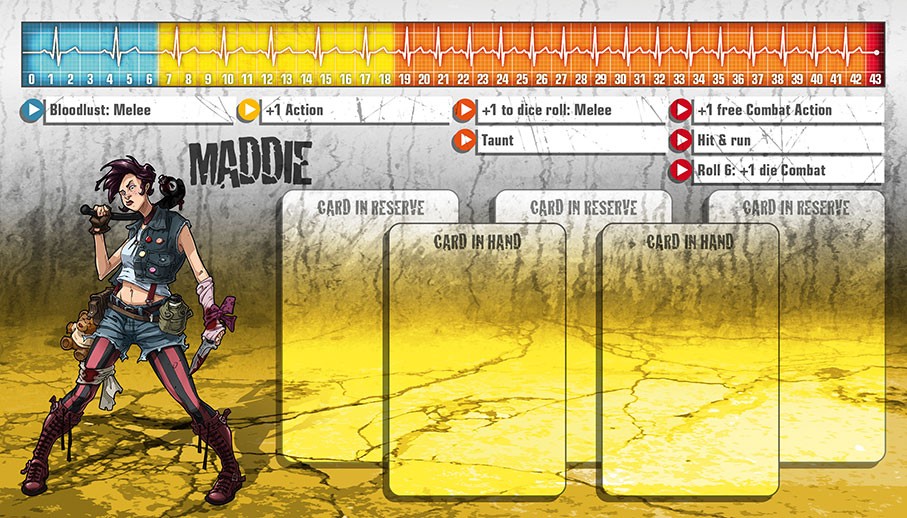 0 1 2 3 4 5 6 7 8 9 10 11 12 13 14 15 16 17 18 19 20 21 22 23 24 25 26 27 28 29 30 31 32 33 34 35 36 37 38 39 40 41 42 43
Bloodlust: Melee
+1 Action
+1 to dice roll: Melee
+1 free Combat Action
Taunt
Hit & run
Roll 6: +1 die Combat
MADDIE
CARD IN RESERVE
CARD IN RESERVE
CARD IN RESERVE
CARD IN HAND
CARD IN HAND